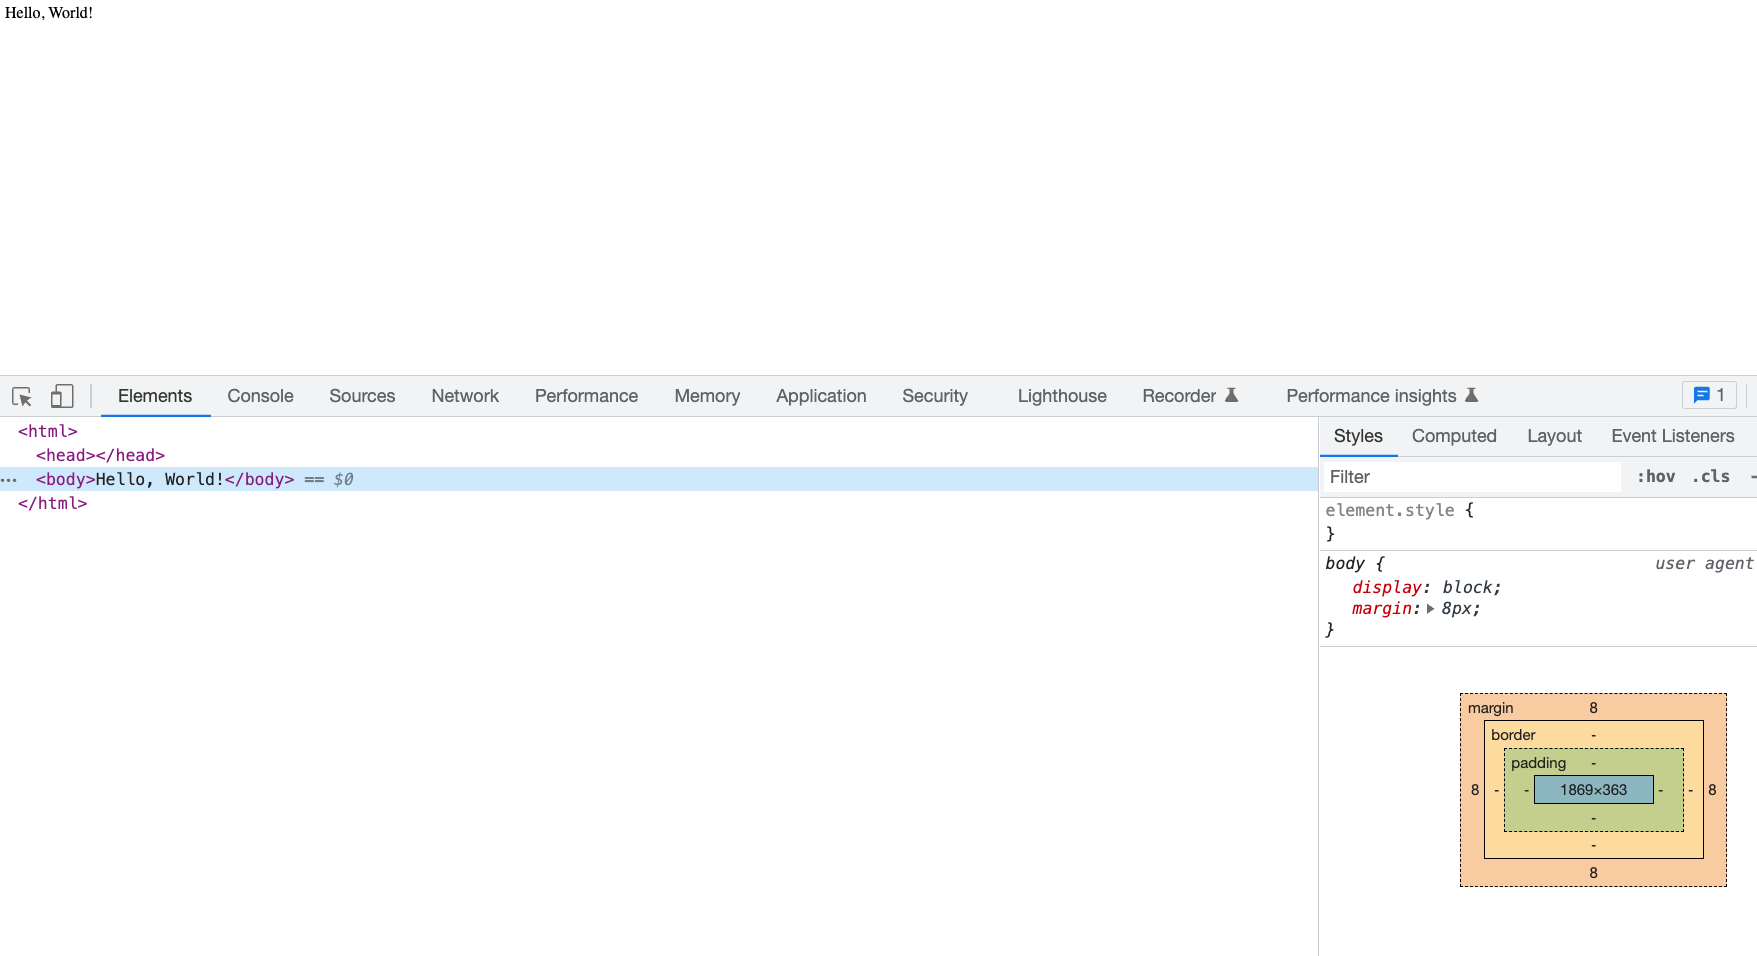 Hello, World!
Elements Console Sources Network Performance Memory Application Security Lighthouse Recorder Performance insights 1
<html>
<head></head>
<body>Hello, World!</body> == $0
</html>
Styles Computed Layout Event Listeners
Filter :hov .cls
element.style {
}
body { user agent
display: block;
margin: 8px;
}
margin 8
border -
padding -
8 - - 1869×363 - - 8
-
-
8